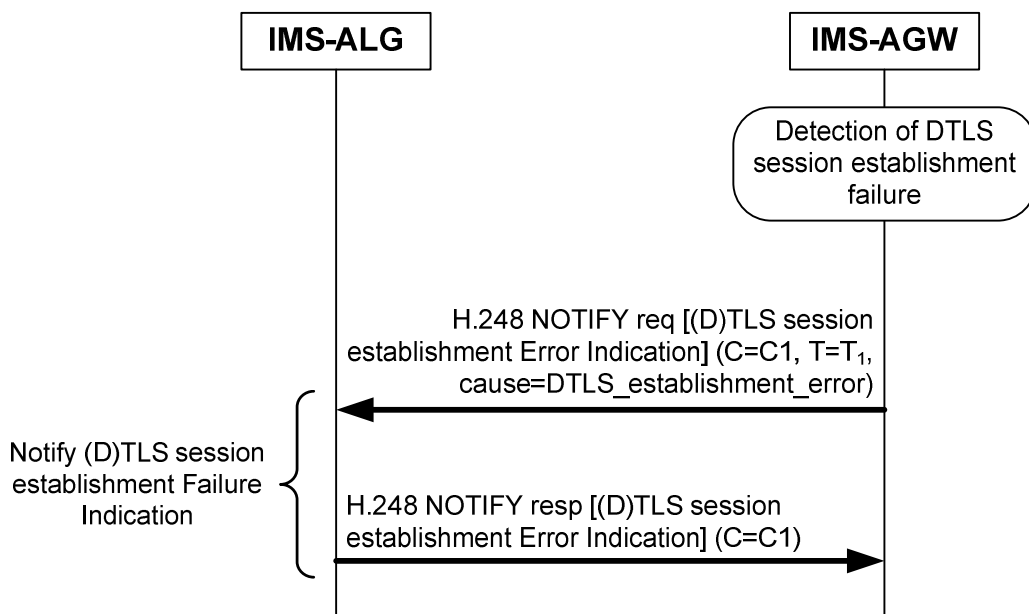 IMS-ALG
IMS-AGW
Detection of DTLS
session establishment
failure
H.248 NOTIFY req [(D)TLS session
establishment Error Indication] (C=C1, T=T₁,
cause=DTLS_establishment_error)
Notify (D)TLS session
establishment Failure
Indication
H.248 NOTIFY resp [(D)TLS session
establishment Error Indication] (C=C1)